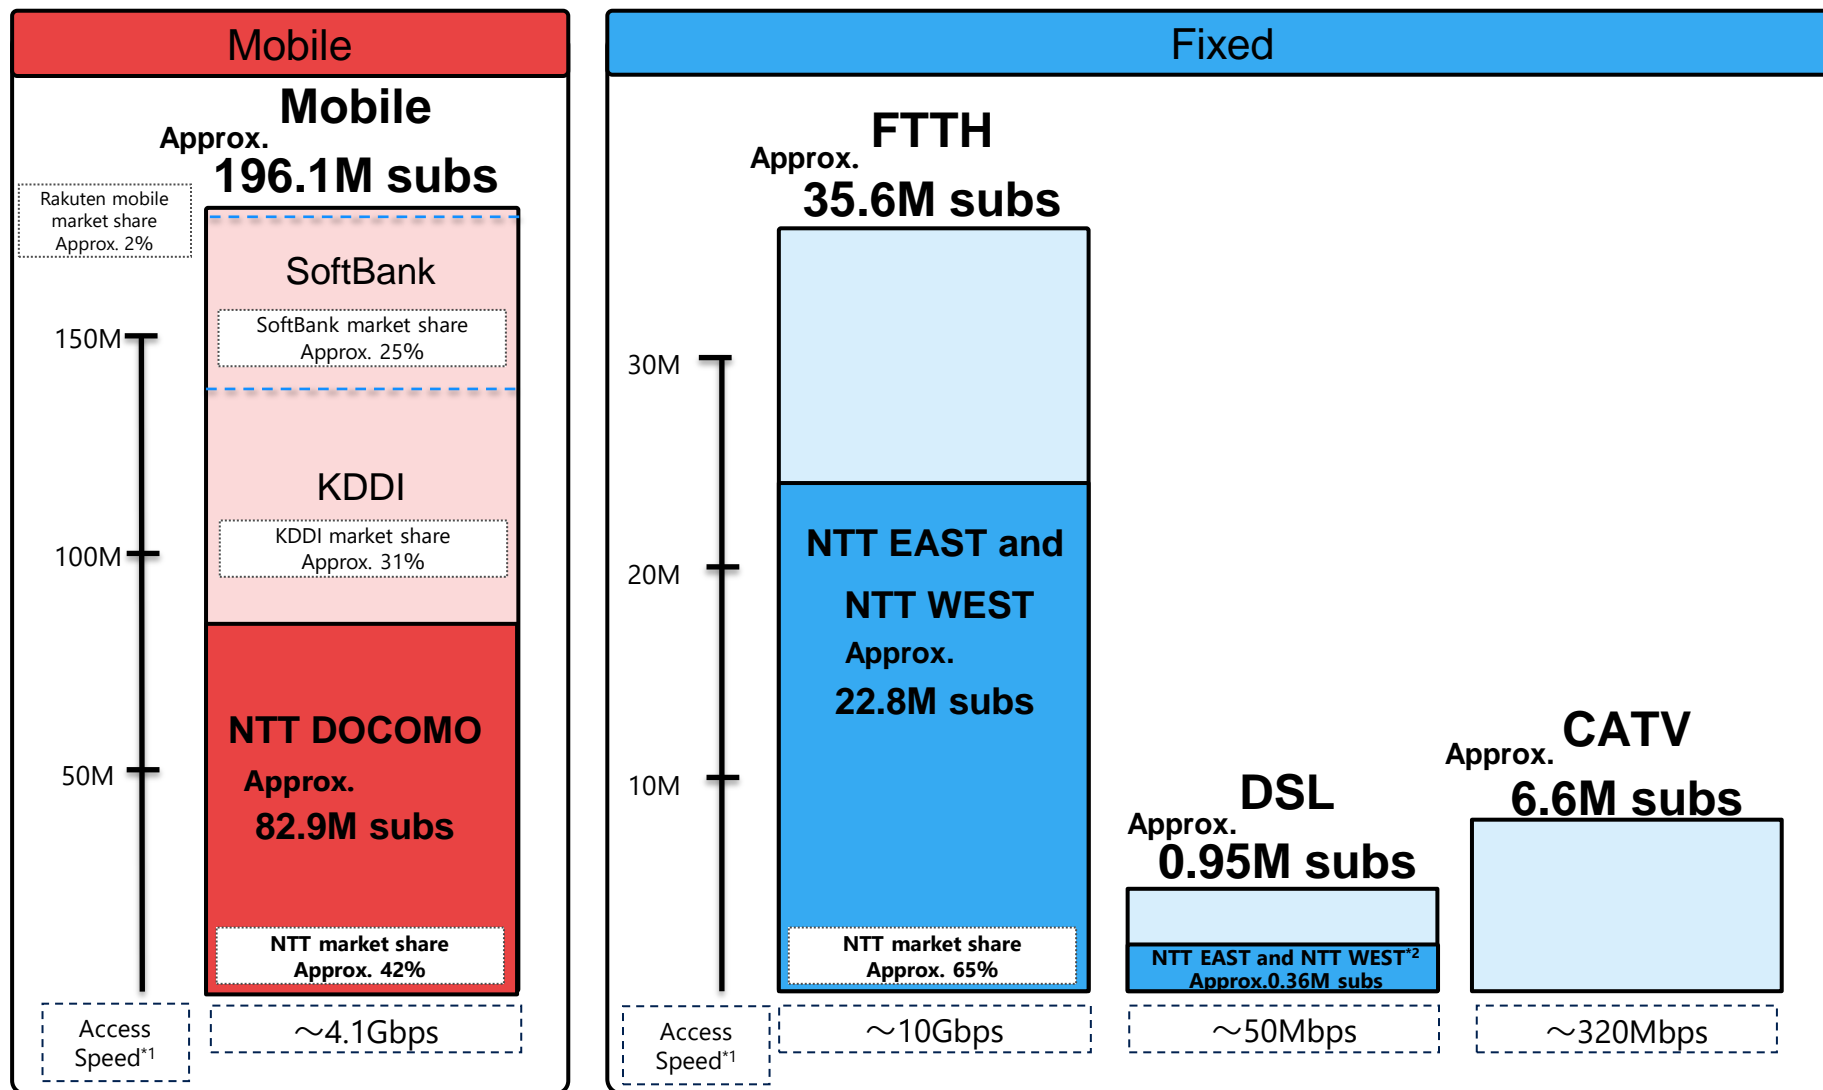 Mobile
Mobile
Approx.
196.1M subs
Rakuten mobile
market share
Approx. 2%
SoftBank
SoftBank market share
Approx. 25%
150M
KDDI
KDDI market share
Approx. 31%
100M
NTT DOCOMO
Approx.
82.9M subs
50M
NTT market share
Approx. 42%
Access
Speed*1
～4.1Gbps
Fixed
FTTH
Approx.
35.6M subs
30M
20M
10M
NTT EAST and
NTT WEST
Approx.
22.8M subs
NTT market share
Approx. 65%
DSL
Approx.
0.95M subs
NTT EAST and NTT WEST*2
Approx.0.36M subs
CATV
Approx.
6.6M subs
Access
Speed*1
～10Gbps
～50Mbps
～320Mbps